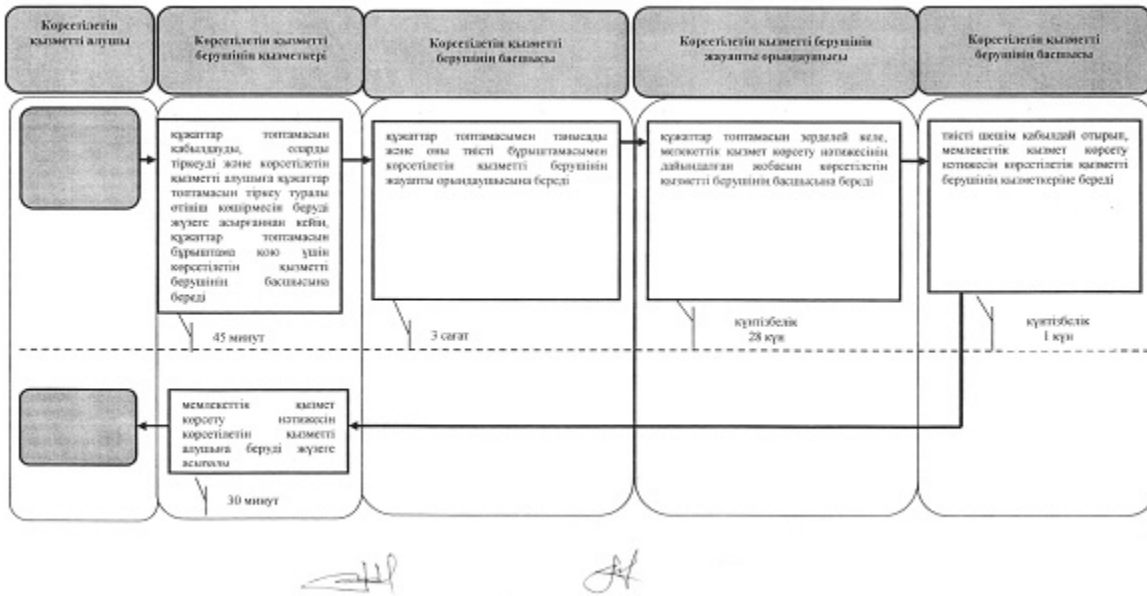 Көрсетілетін
қызметті алушы
Көрсетілетін қызметті
берушінің қызметкері
Көрсетілетін қызметті
берушінің басшысы
Көрсетілетін қызметті берушінің
жауапты орындаушысы
Көрсетілетін қызметті
берушінің басшысы
құжаттар топтамасын
қабылдауды, оларды
тіркеуді және көрсетілетін
қызметті алушыға құжаттар
топтамасын тіркеу туралы
өтініш көшірмесін беруді
жүзеге асырғаннан кейін,
құжаттар топтамасын
бұрыштама қою үшін
көрсетілетін қызметті
берушінің басшысына
береді
45 минут
құжаттар топтамасымен танысады
және оны тиісті бұрыштамасымен
көрсетілетін қызметті берушінің
жауапты орындаушысына береді
3 сағат
құжаттар топтамасын зерделей келе,
мелекеттік қызмет көрсету нәтижесінің
дайындалған жобасын көрсетілетін
қызметті берушінің басшысына береді
күнтізбелік
28 күн
тиісті шешім қабылдай отырып,
мемлекеттік қызмет көрсету
нәтижесін көрсетілетін қызметті
берушінің қызметкеріне береді
күнтізбелік
1 күн
мемлекеттік қызмет
көрсету нәтижесін
көрсетілетін қызметті
алушыға беруді жүзеге
асырады
30 минут